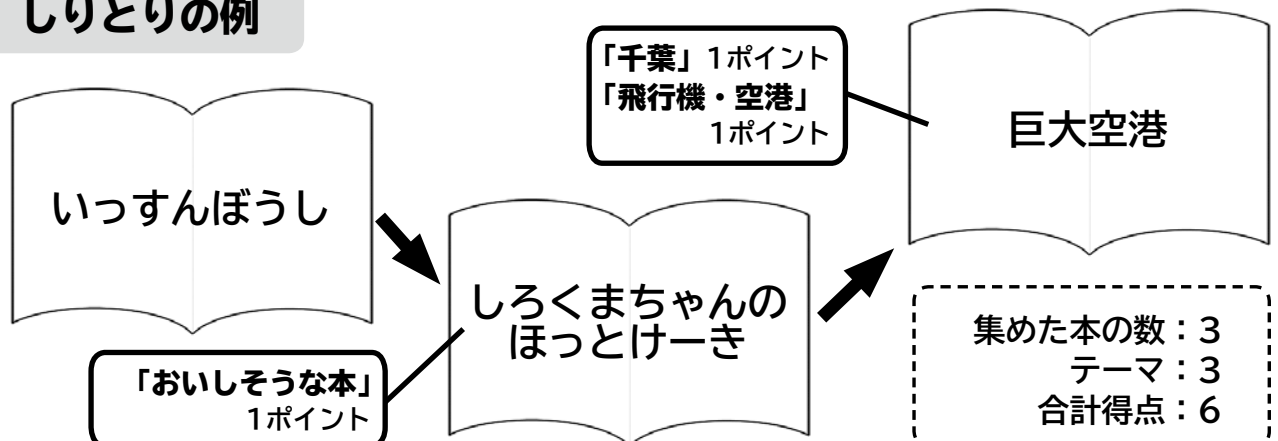 しりとりの例
いっすんぼうし
「おいしそうな本」
1ポイント
しろくまちゃんの
ほっとけーき
「千葉」1ポイント
「飛行機・空港」
1ポイント
巨大空港
集めた本の数：3
テーマ：3
合計得点：6